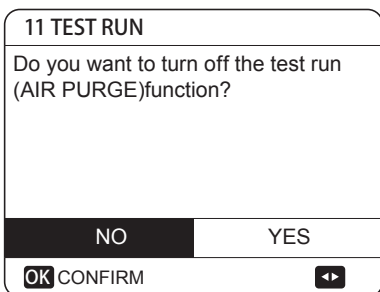 11 TEST RUN
Do you want to turn off the test run
(AIR PURGE)function?
NO YES
OK CONFIRM